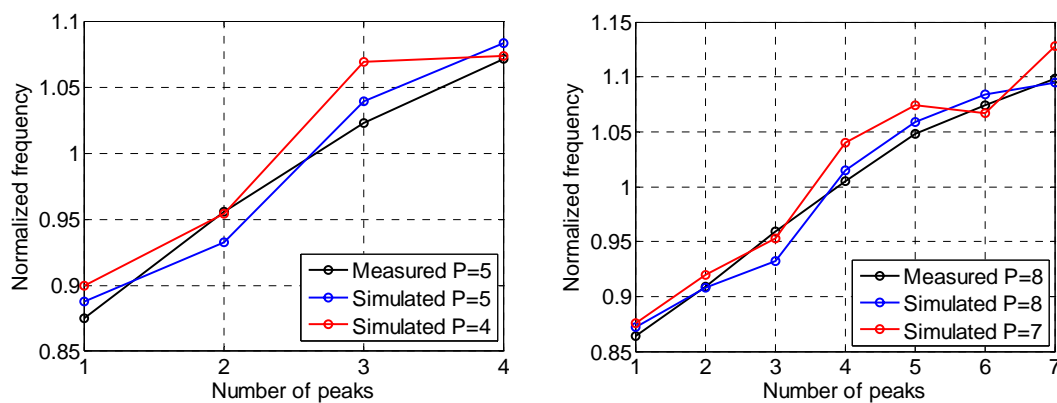 1.1
1.05
1
0.95
0.9
0.85
Normalized frequency
1
2
3
4
Number of peaks
Measured P=5
Simulated P=5
Simulated P=4
1.15
1.10
1.05
1
0.95
0.9
0.85
Normalized frequency
1
2
3
4
5
6
7
Number of peaks
Measured P=8
Simulated P=8
Simulated P=7